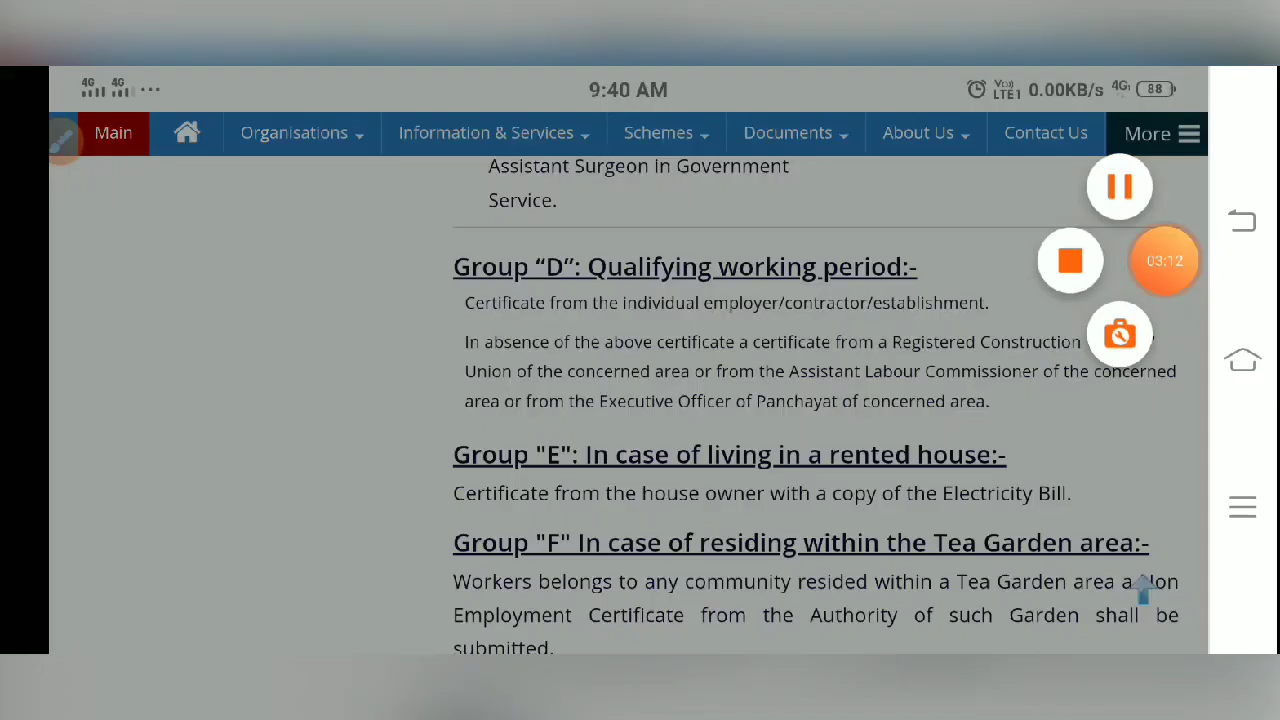 4G 4G 9:40 AM Vo)) LTE1 0.00KB/s 4G 88
Main Organisations Information & Services Schemes Documents About Us Contact Us More
Assistant Surgeon in Government
Service.
03:12
Group “D”: Qualifying working period:-
Certificate from the individual employer/contractor/establishment.
In absence of the above certificate a certificate from a Registered Construction
Union of the concerned area or from the Assistant Labour Commissioner of the concerned
area or from the Executive Officer of Panchayat of concerned area.
Group "E": In case of living in a rented house:-
Certificate from the house owner with a copy of the Electricity Bill.
Group "F" In case of residing within the Tea Garden area:-
Workers belongs to any community resided within a Tea Garden area a Non
Employment Certificate from the Authority of such Garden shall be
submitted.